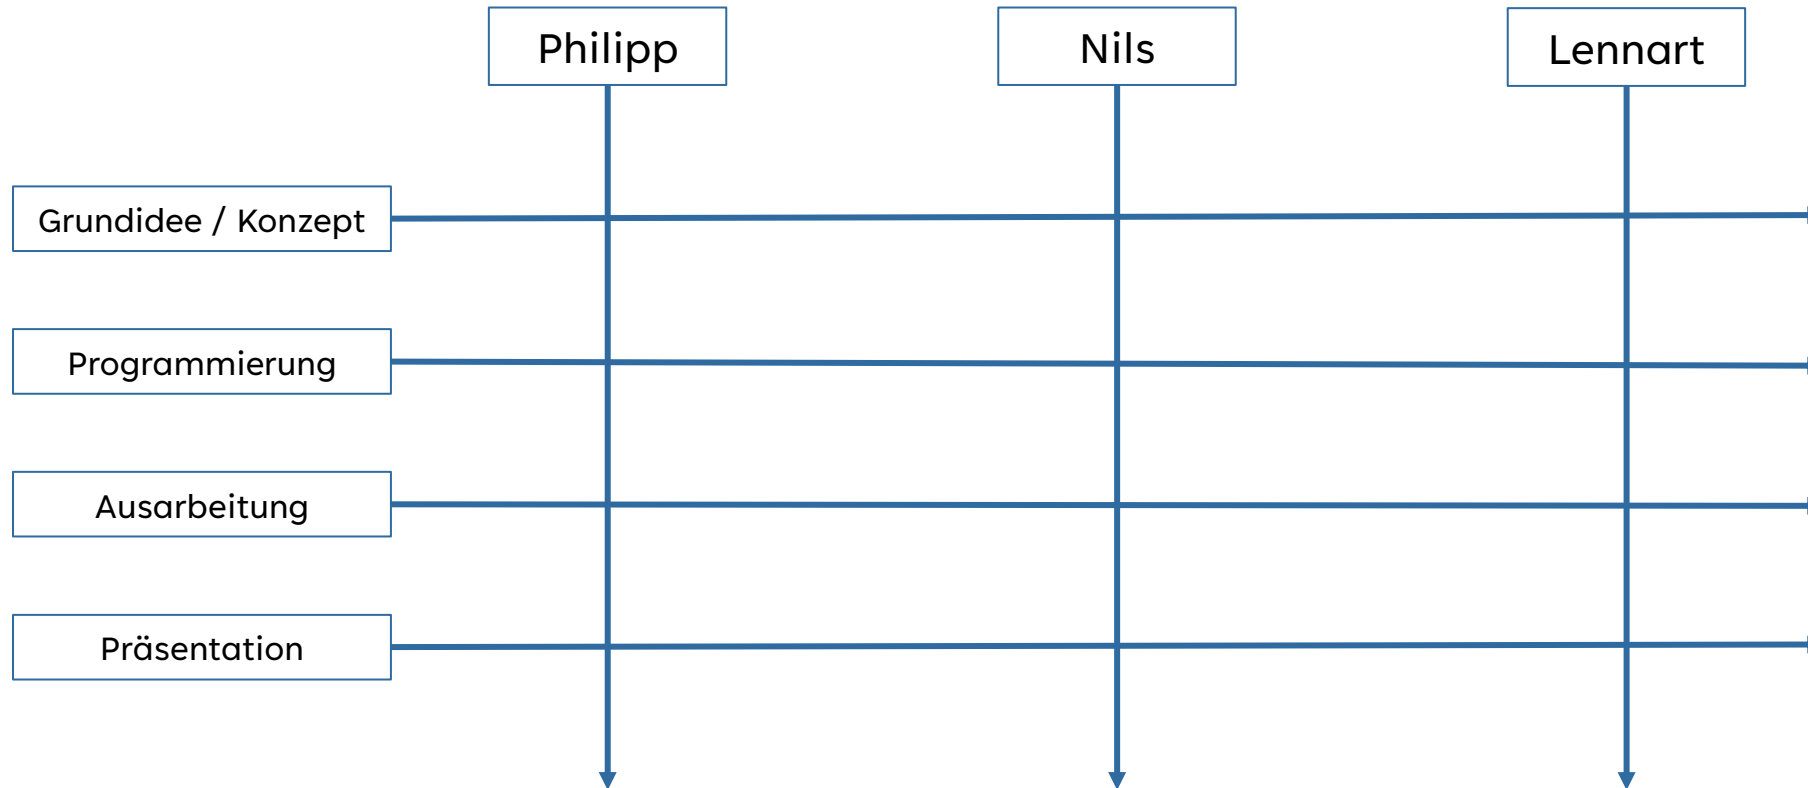 Philipp
Nils
Lennart
Grundidee / Konzept
Programmierung
Ausarbeitung
Präsentation